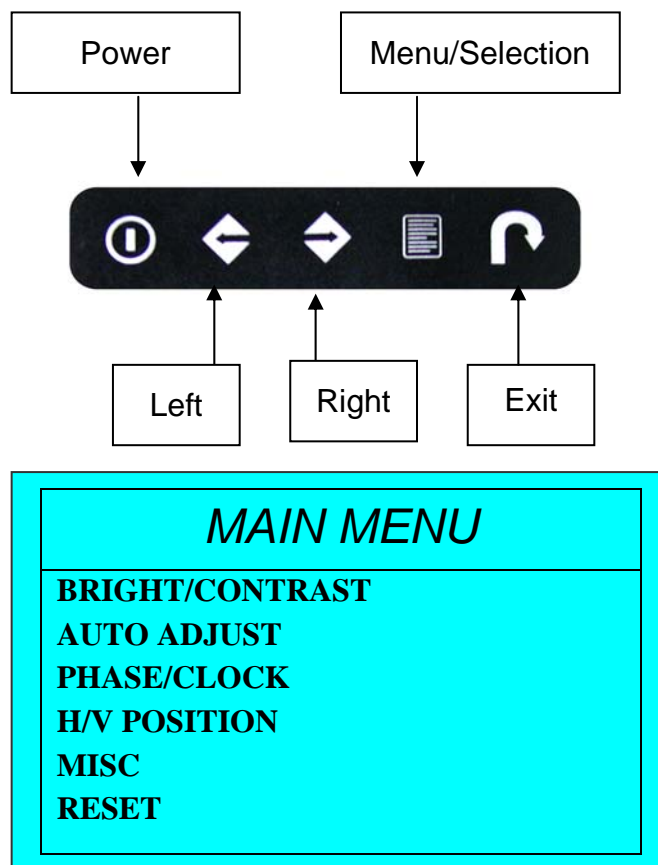 Power
Menu/Selection
Left
Right
Exit
MAIN MENU
BRIGHT/CONTRAST
AUTO ADJUST
PHASE/CLOCK
H/V POSITION
MISC
RESET